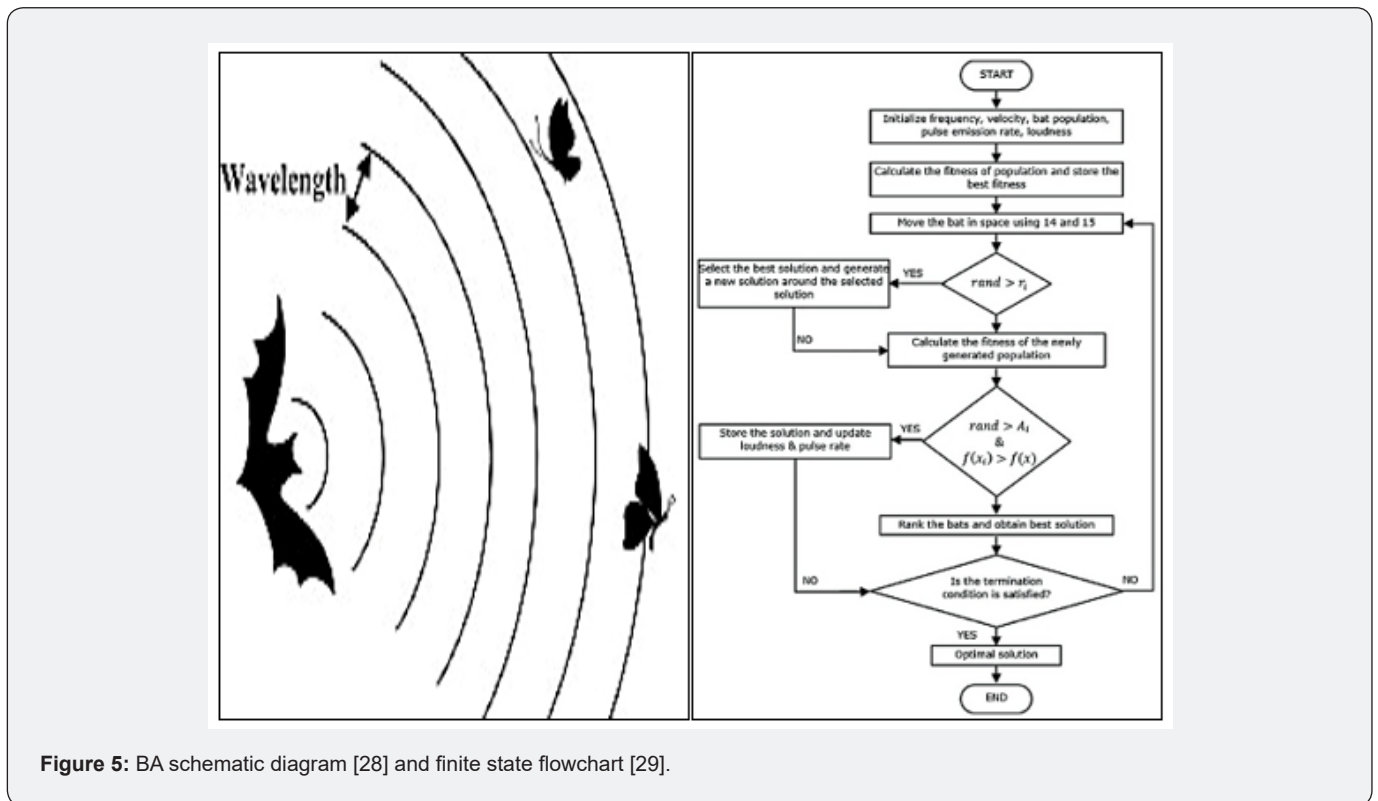 Wavelength
START
Initialize frequency, velocity, bat population,
pulse emission rate, loudness
Calculate the fitness of population and store the
best fitness
Move the bat in space using 14 and 15
rand > r_i
YES
Select the best solution and generate
a new solution around the selected
solution
NO
Calculate the fitness of the newly
generated population
rand > A_i
&
f(x_i) > f(x)
YES
Store the solution and update
loudness & pulse rate
Rank the bats and obtain best solution
NO
Is the termination
condition is satisfied?
NO
YES
Optimal solution
END
Figure 5: BA schematic diagram [28] and finite state flowchart [29].